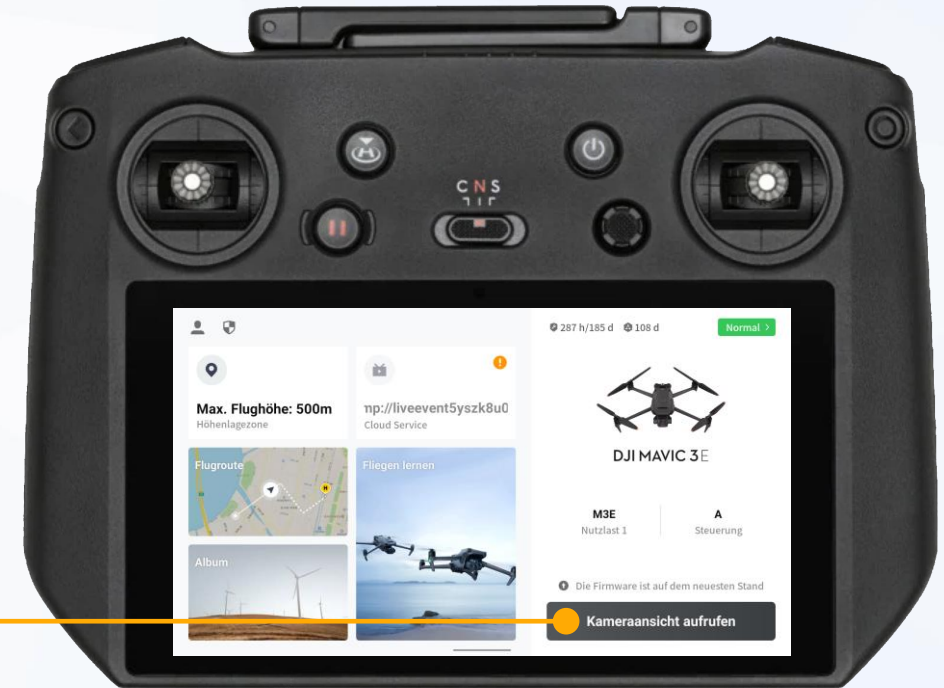 C N S
287 h/185 d 108 d
Normal >
Max. Flughöhe: 500m
Höhenlagezone
mp://liveevent5yszk8u0
Cloud Service
Flugroute
H
Fliegen lernen
Album
DJI MAVIC 3E
M3E
Nutzlast 1
A
Steuerung
Die Firmware ist auf dem neuesten Stand
Kameraansicht aufrufen